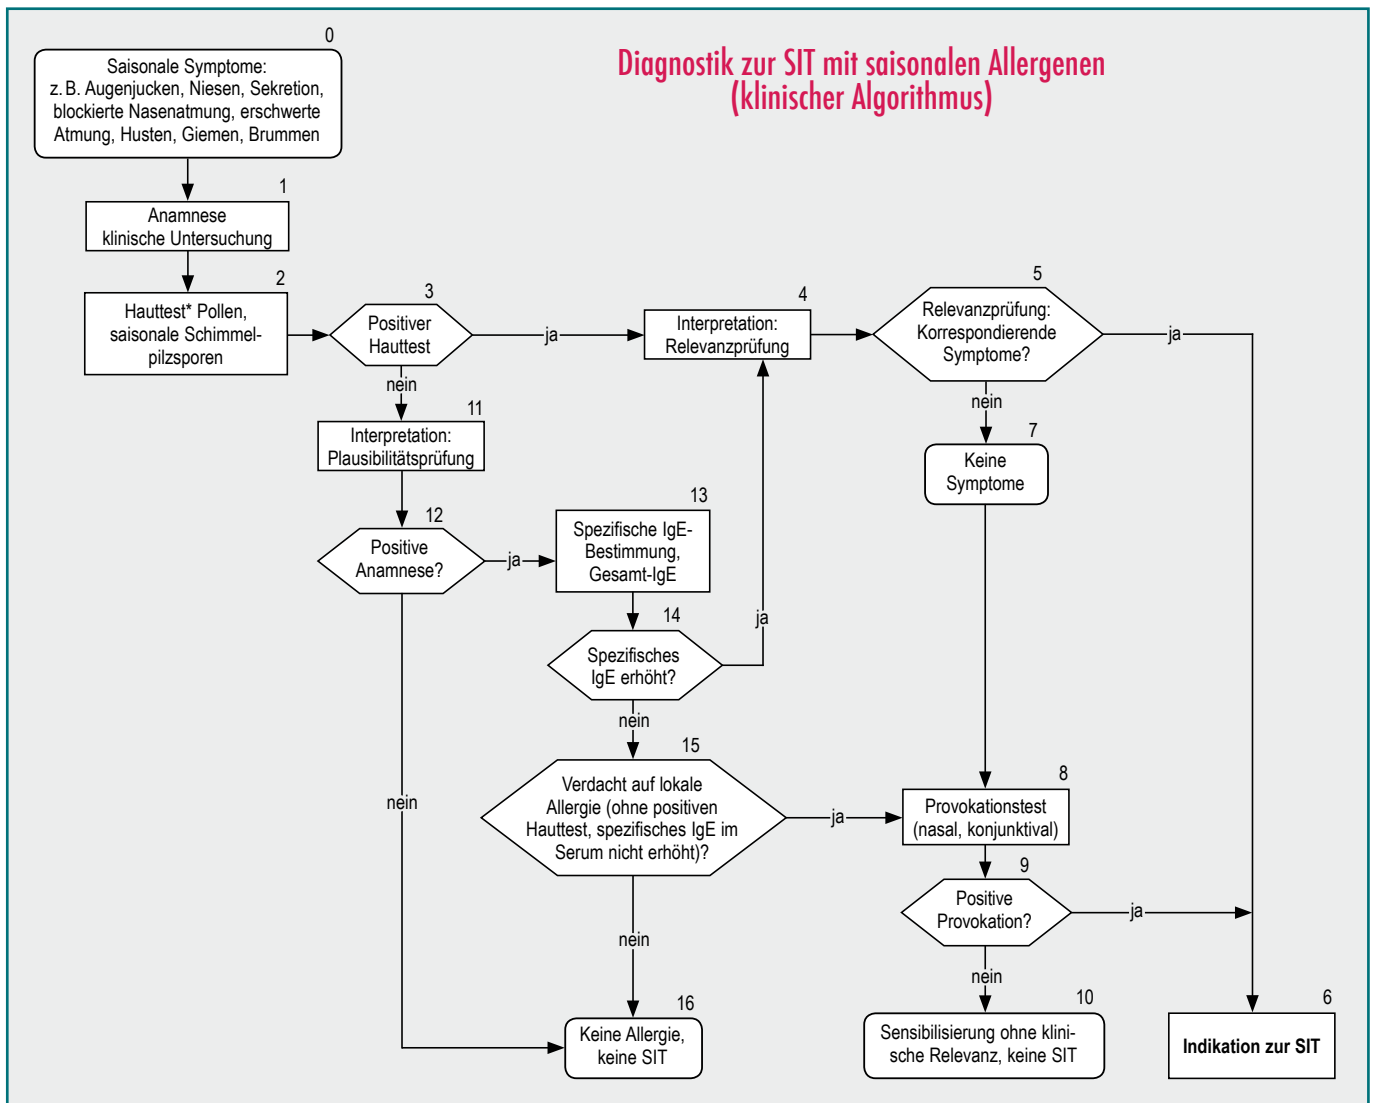 Diagnostik zur SIT mit saisonalen Allergenen
(klinischer Algorithmus)
0
Saisonale Symptome:
z. B. Augenjucken, Niesen, Sekretion,
blockierte Nasenatmung, erschwerte
Atmung, Husten, Giemen, Brummen
1
Anamnese
klinische Untersuchung
2
Hauttest* Pollen,
saisonale Schimmel-
pilzsporen
3
Positiver
Hauttest
ja
nein
4
Interpretation:
Relevanzprüfung
5
Relevanzprüfung:
Korrespondierende
Symptome?
ja
nein
7
Keine
Symptome
11
Interpretation:
Plausibilitätsprüfung
12
Positive
Anamnese?
ja
nein
13
Spezifische IgE-
Bestimmung,
Gesamt-IgE
14
Spezifisches
IgE erhöht?
ja
nein
15
Verdacht auf lokale
Allergie (ohne positiven
Hauttest, spezifisches IgE im
Serum nicht erhöht)?
ja
nein
8
Provokationstest
(nasal, konjunktival)
9
Positive
Provokation?
ja
nein
16
Keine Allergie,
keine SIT
10
Sensibilisierung ohne klini-
sche Relevanz, keine SIT
6
Indikation zur SIT